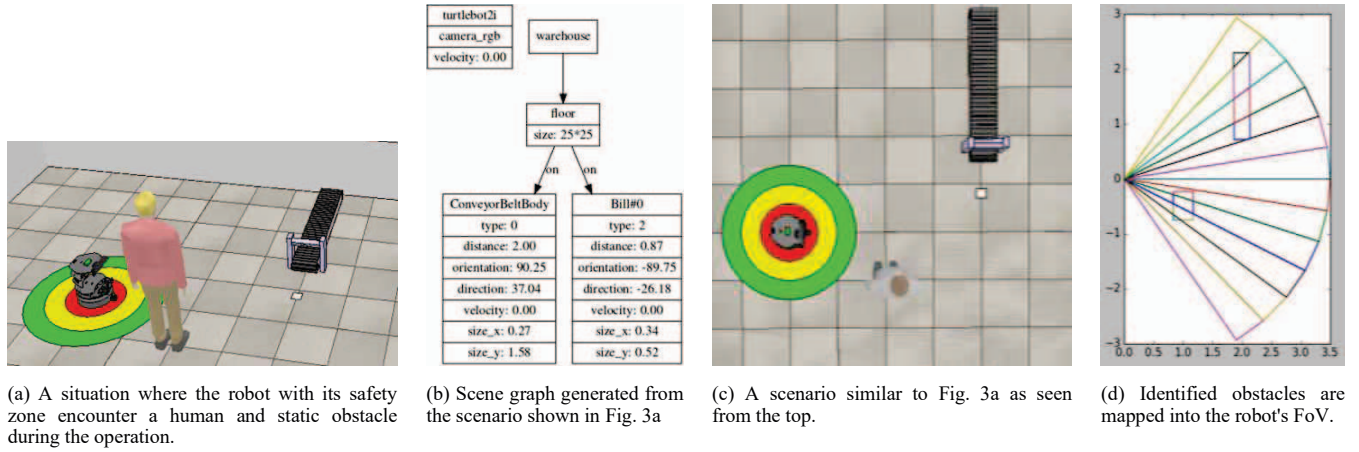 turtlebot2i
camera_rgb
velocity: 0.00
warehouse
floor
size: 25*25
on
on
ConveyorBeltBody
type: 0
distance: 2.00
orientation: 90.25
direction: 37.04
velocity: 0.00
size_x: 0.27
size_y: 1.58
Bill#0
type: 2
distance: 0.87
orientation: -89.75
direction: -26.18
velocity: 0.00
size_x: 0.34
size_y: 0.52
3
2
1
0
−1
−2
−3
0.0 0.5 1.0 1.5 2.0 2.5 3.0 3.5
(a) A situation where the robot with its safety
zone encounter a human and static obstacle
during the operation.
(b) Scene graph generated from
the scenario shown in Fig. 3a
(c) A scenario similar to Fig. 3a as seen
from the top.
(d) Identified obstacles are
mapped into the robot's FoV.